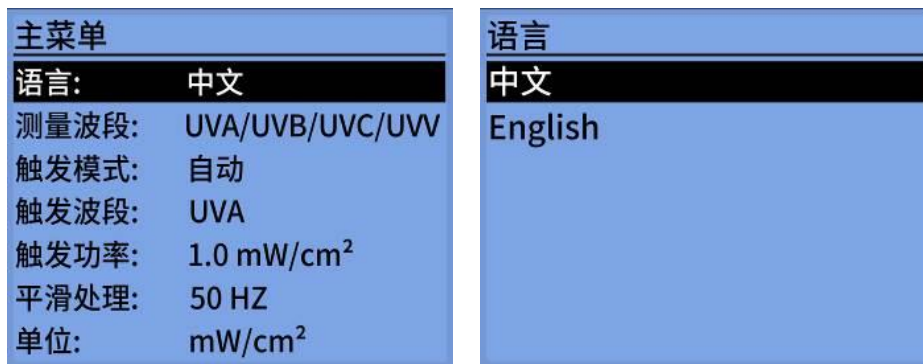 主菜单
语言: 中文
测量波段: UVA/UVB/UVC/UVV
触发模式: 自动
触发波段: UVA
触发功率: 1.0 mW/cm²
平滑处理: 50 HZ
单位: mW/cm²
语言
中文
English